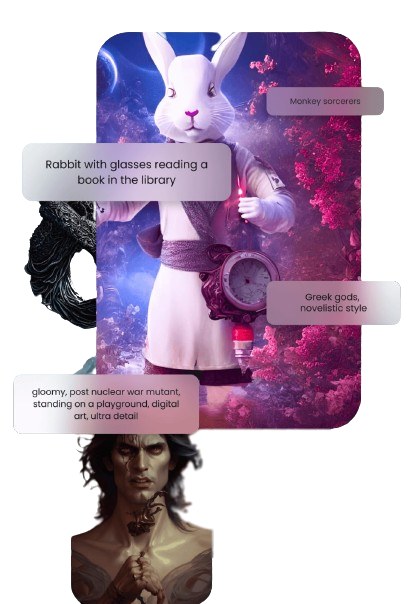 Monkey sorcerers
Rabbit with glasses reading a
book in the library
Greek gods,
novelistic style
gloomy, post nuclear war mutant,
standing on a playground, digital
art, ultra detail